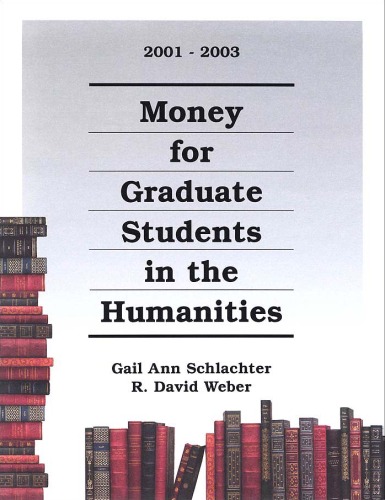 2001 - 2003
Money
for
Graduate
Students
in the
Humanities
Gail Ann Schlachter
R. David Weber